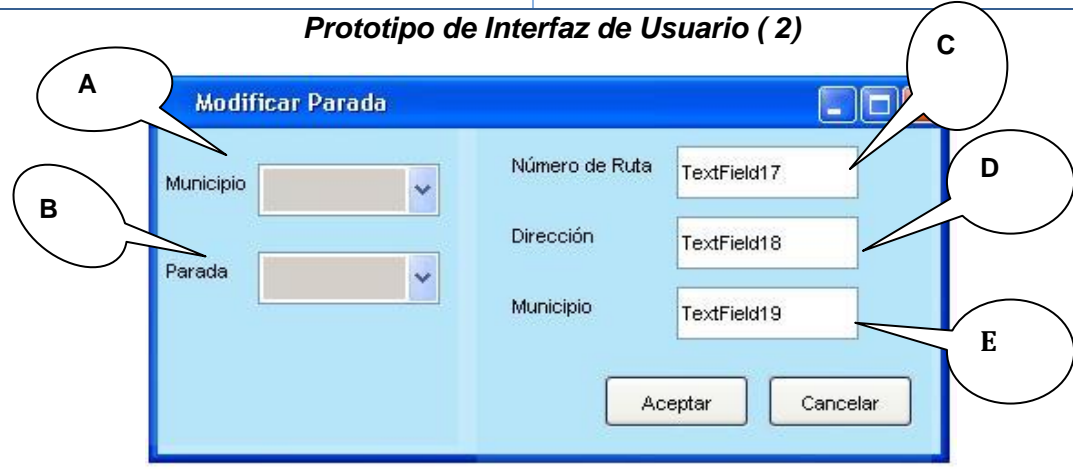 Prototipo de Interfaz de Usuario ( 2)
C
A
Modificar Parada
Número de Ruta
TextField17
Municipio
D
B
Dirección
TextField18
Parada
Municipio
TextField19
E
Aceptar
Cancelar